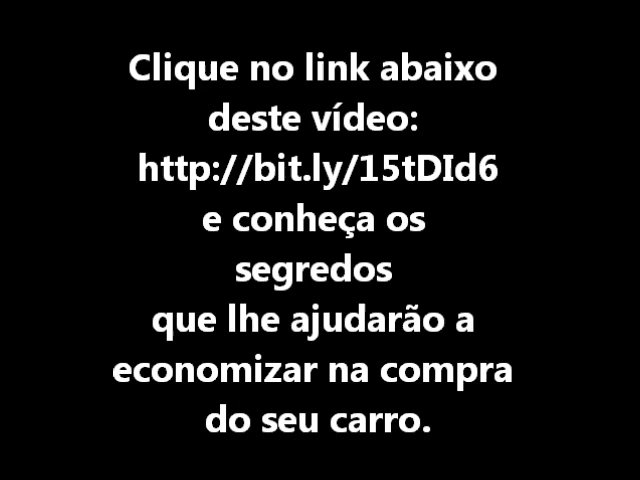 Clique no link abaixo
deste vídeo:
http://bit.ly/15tDId6
e conheça os
segredos
que lhe ajudarão a
economizar na compra
do seu carro.